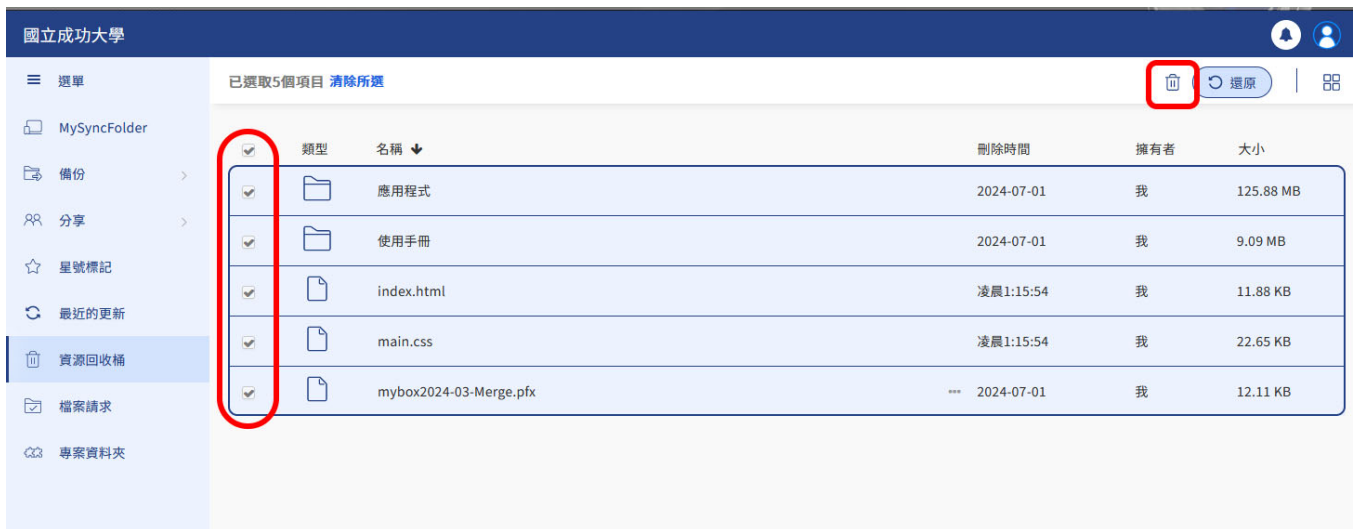 國立成功大學
選單
MySyncFolder
備份
分享
星號標記
最近的更新
資源回收桶
檔案請求
專案資料夾
已選取5個項目 清除所選 還原
類型 名稱 刪除時間 擁有者 大小
應用程式 2024-07-01 我 125.88 MB
使用手冊 2024-07-01 我 9.09 MB
index.html 凌晨1:15:54 我 11.88 KB
main.css 凌晨1:15:54 我 22.65 KB
mybox2024-03-Merge.pfx 2024-07-01 我 12.11 KB